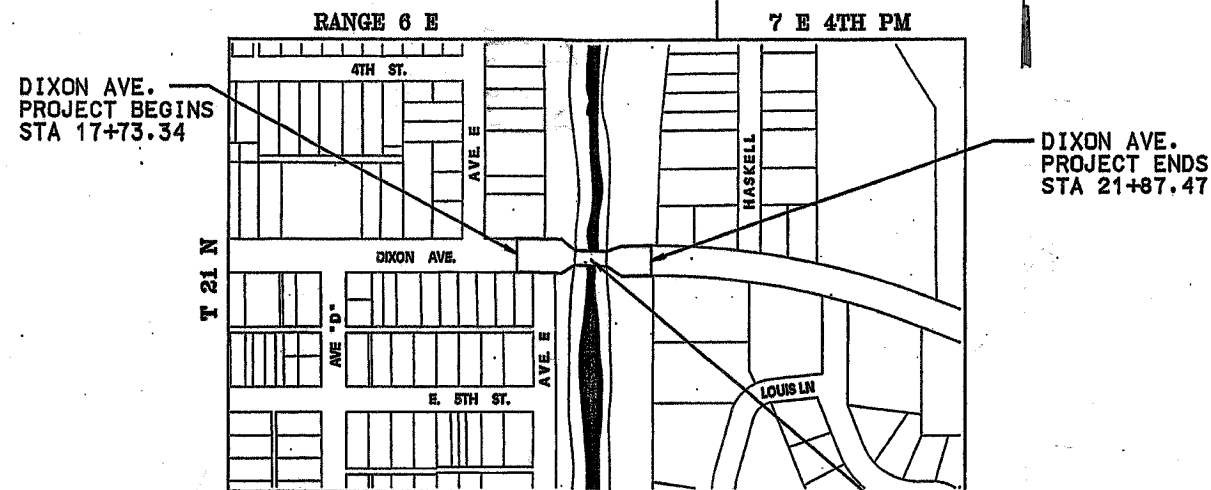 RANGE 6 E
7 E 4TH PM
4TH ST.
DIXON AVE.
PROJECT BEGINS
STA 17+73.34
AVE. E
HASKELL
DIXON AVE.
PROJECT ENDS
STA 21+87.47
T 21 N
DIXON AVE.
AVE "D"
AVE. E
LOUIS LN
E. 5TH ST.